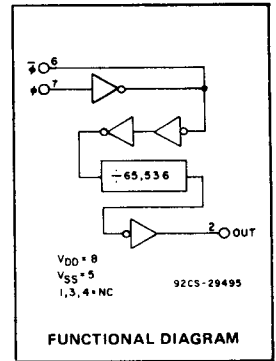 φ̅ 6
φ 7
÷65,536
2 OUT
VDD = 8
VSS = 5
1,3,4 = NC
92CS-29495
FUNCTIONAL DIAGRAM